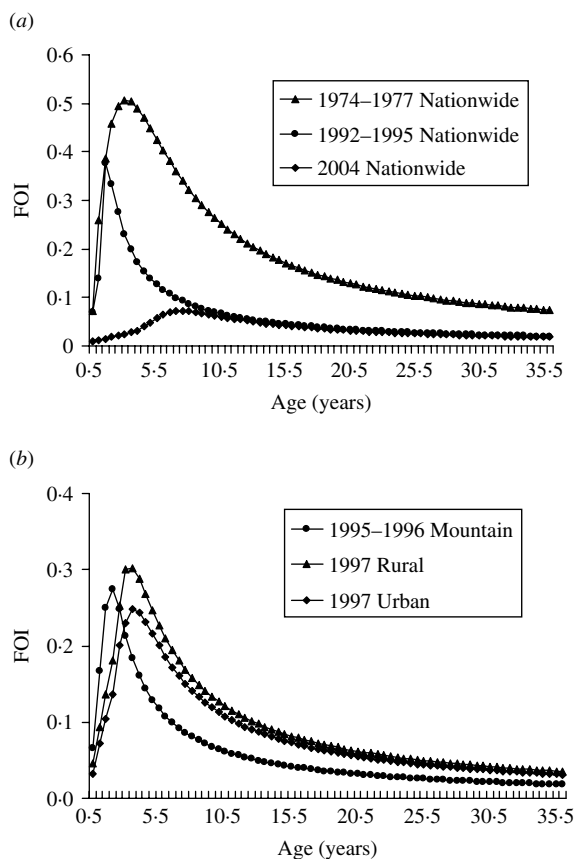 (a)
0·6
0·5
0·4
0·3
0·2
0·1
0
FOI
1974–1977 Nationwide
1992–1995 Nationwide
2004 Nationwide
0·5 5·5 10·5 15·5 20·5 25·5 30·5 35·5
Age (years)
(b)
0·4
0·3
0·2
0·1
0·0
FOI
1995–1996 Mountain
1997 Rural
1997 Urban
0·5 5·5 10·5 15·5 20·5 25·5 30·5 35·5
Age (years)